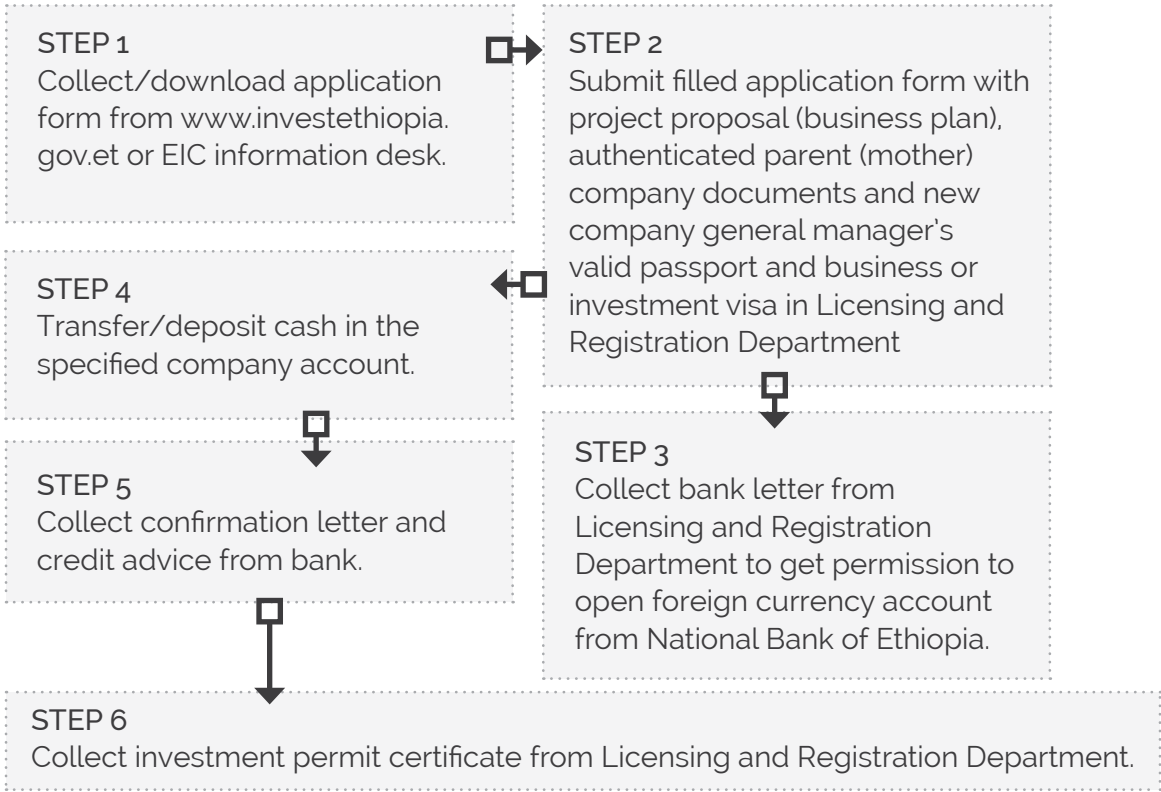 STEP 1
Collect/download application
form from www.investethiopia.
gov.et or EIC information desk.
STEP 2
Submit filled application form with
project proposal (business plan),
authenticated parent (mother)
company documents and new
company general manager's
valid passport and business or
investment visa in Licensing and
Registration Department
STEP 3
Collect bank letter from
Licensing and Registration
Department to get permission to
open foreign currency account
from National Bank of Ethiopia.
STEP 4
Transfer/deposit cash in the
specified company account.
STEP 5
Collect confirmation letter and
credit advice from bank.
STEP 6
Collect investment permit certificate from Licensing and Registration Department.